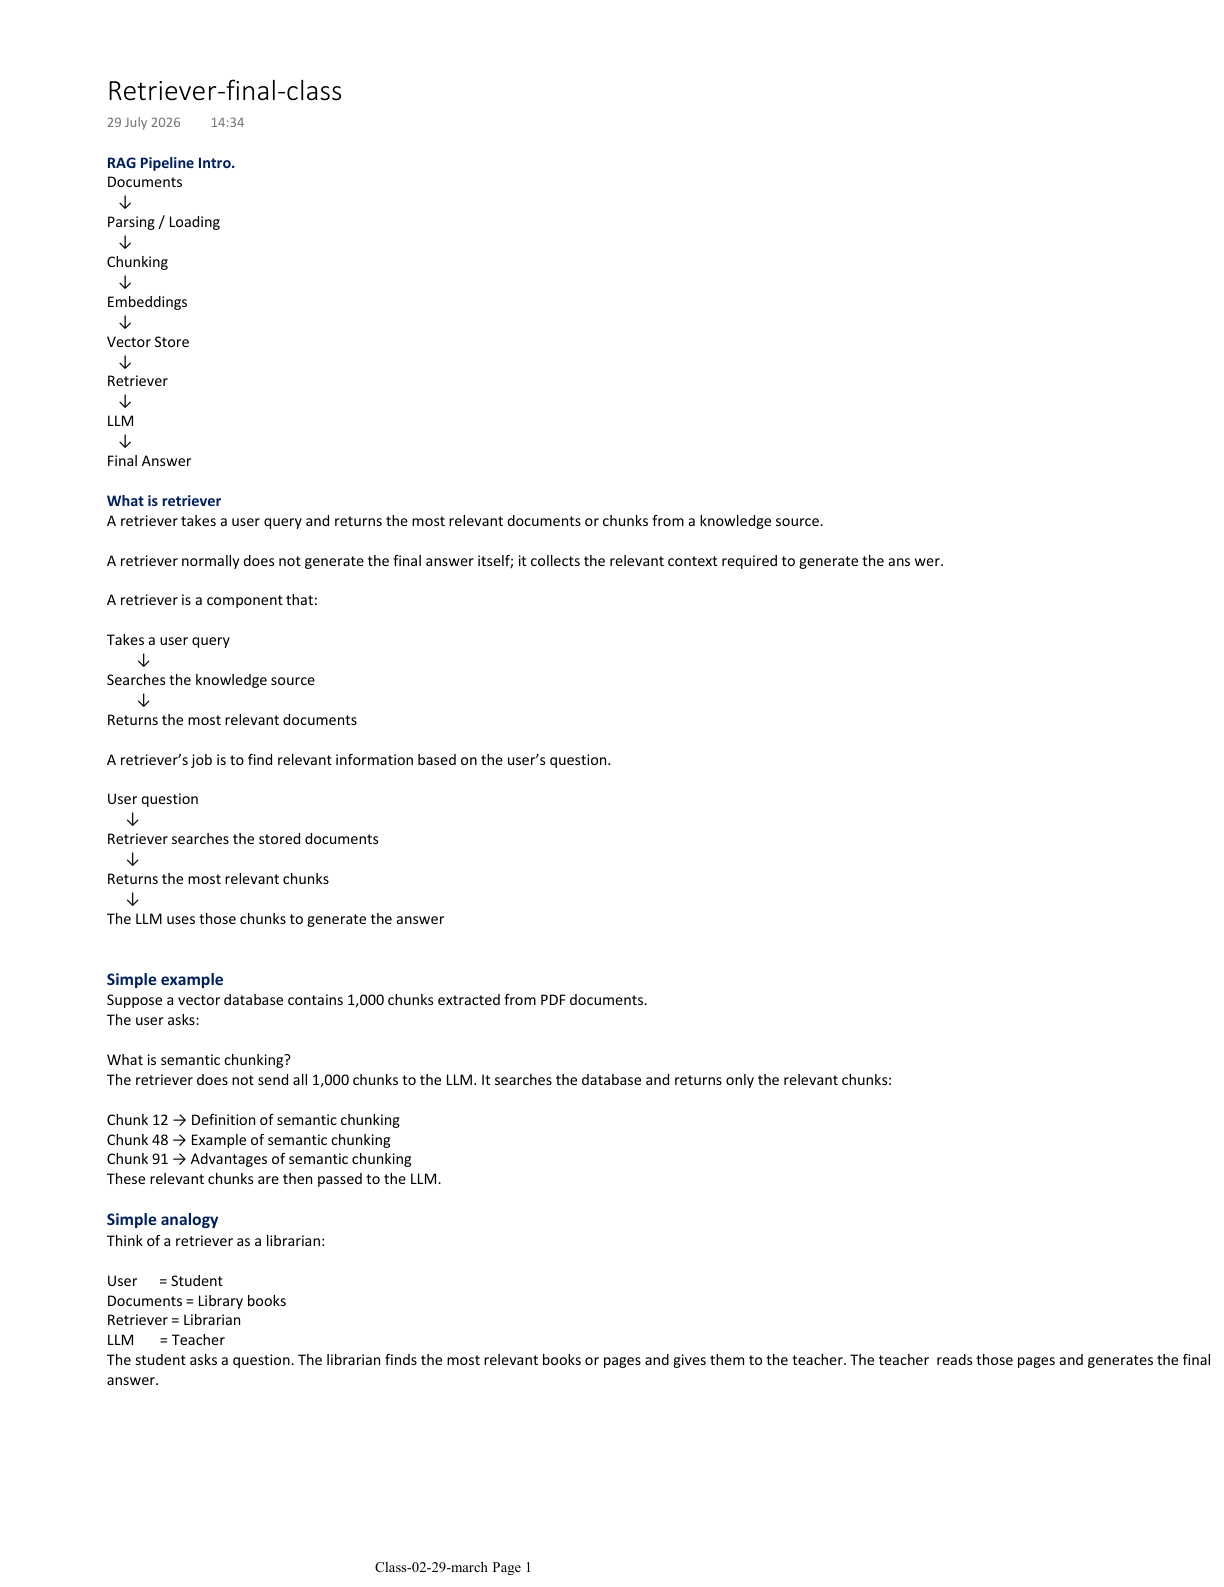 Retriever-final-class
29 July 2026 14:34
RAG Pipeline Intro.
Documents
↓
Parsing / Loading
↓
Chunking
↓
Embeddings
↓
Vector Store
↓
Retriever
↓
LLM
↓
Final Answer
What is retriever
A retriever takes a user query and returns the most relevant documents or chunks from a knowledge source.
A retriever normally does not generate the final answer itself; it collects the relevant context required to generate the ans wer.
A retriever is a component that:
Takes a user query
↓
Searches the knowledge source
↓
Returns the most relevant documents
A retriever’s job is to find relevant information based on the user’s question.
User question
↓
Retriever searches the stored documents
↓
Returns the most relevant chunks
↓
The LLM uses those chunks to generate the answer
Simple example
Suppose a vector database contains 1,000 chunks extracted from PDF documents.
The user asks:
What is semantic chunking?
The retriever does not send all 1,000 chunks to the LLM. It searches the database and returns only the relevant chunks:
Chunk 12 → Definition of semantic chunking
Chunk 48 → Example of semantic chunking
Chunk 91 → Advantages of semantic chunking
These relevant chunks are then passed to the LLM.
Simple analogy
Think of a retriever as a librarian:
User = Student
Documents = Library books
Retriever = Librarian
LLM = Teacher
The student asks a question. The librarian finds the most relevant books or pages and gives them to the teacher. The teacher reads those pages and generates the final
answer.
Class-02-29-march Page 1